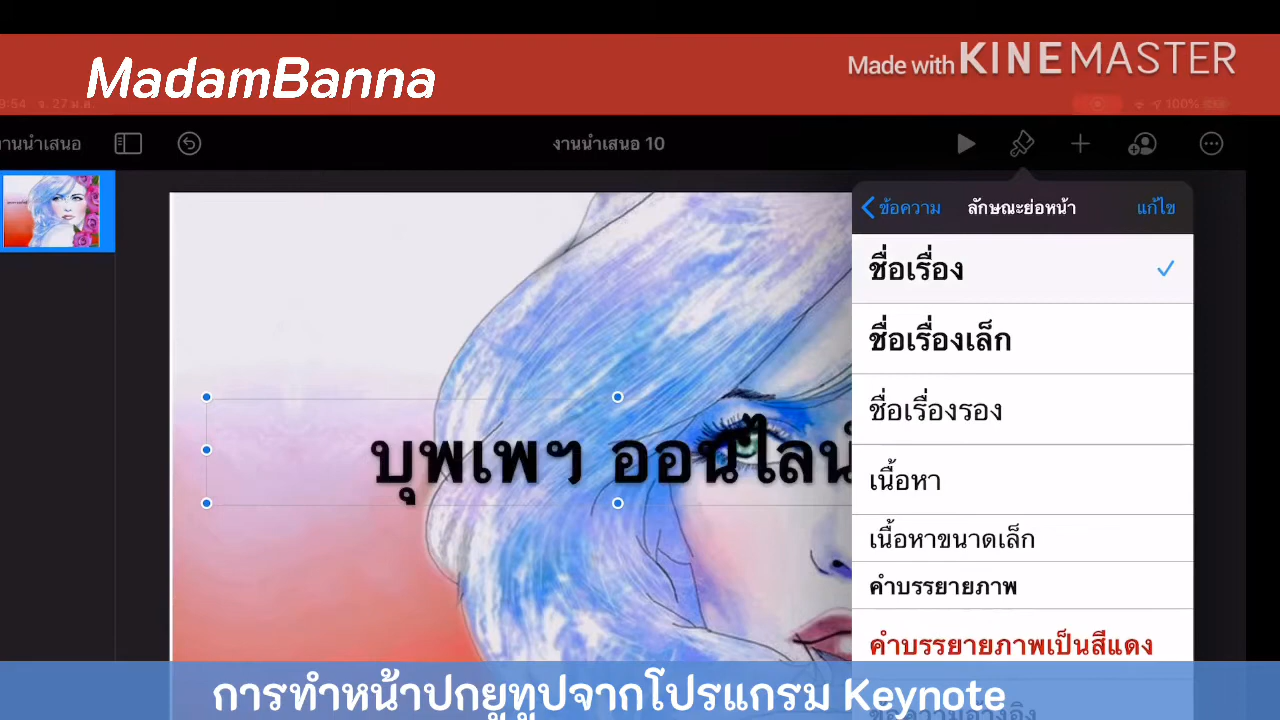 MadamBanna
Made with KINEMASTER
9:54 จ. 27 ม.ค.
100%
งานนำเสนอ
งานนำเสนอ 10
ข้อความ
ลักษณะย่อหน้า
แก้ไข
ชื่อเรื่อง
ชื่อเรื่องเล็ก
ชื่อเรื่องรอง
เนื้อหา
เนื้อหาขนาดเล็ก
คำบรรยายภาพ
คำบรรยายภาพเป็นสีแดง
บุพเพฯ ออนไลน์
การทำหน้าปกยูทูปจากโปรแกรม Keynote